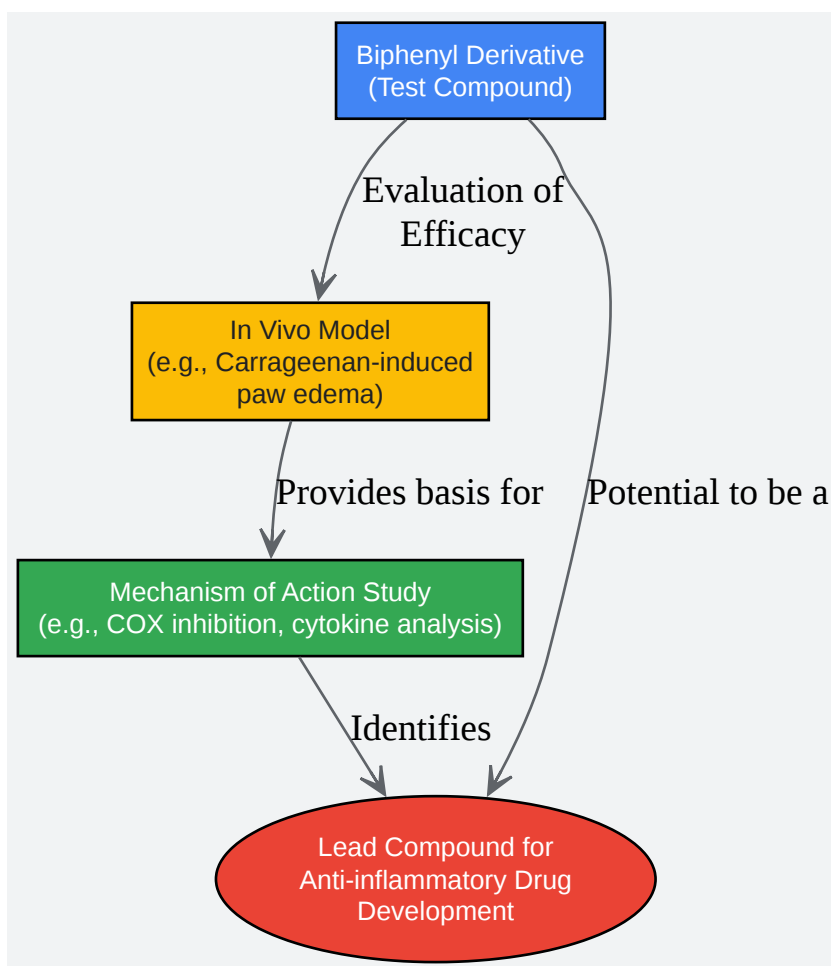 Biphenyl Derivative
(Test Compound)
Evaluation of
Efficacy
In Vivo Model
(e.g., Carrageenan-induced
paw edema)
Provides basis for
Potential to be a
Mechanism of Action Study
(e.g., COX inhibition, cytokine analysis)
Identifies
Lead Compound for
Anti-inflammatory Drug
Development